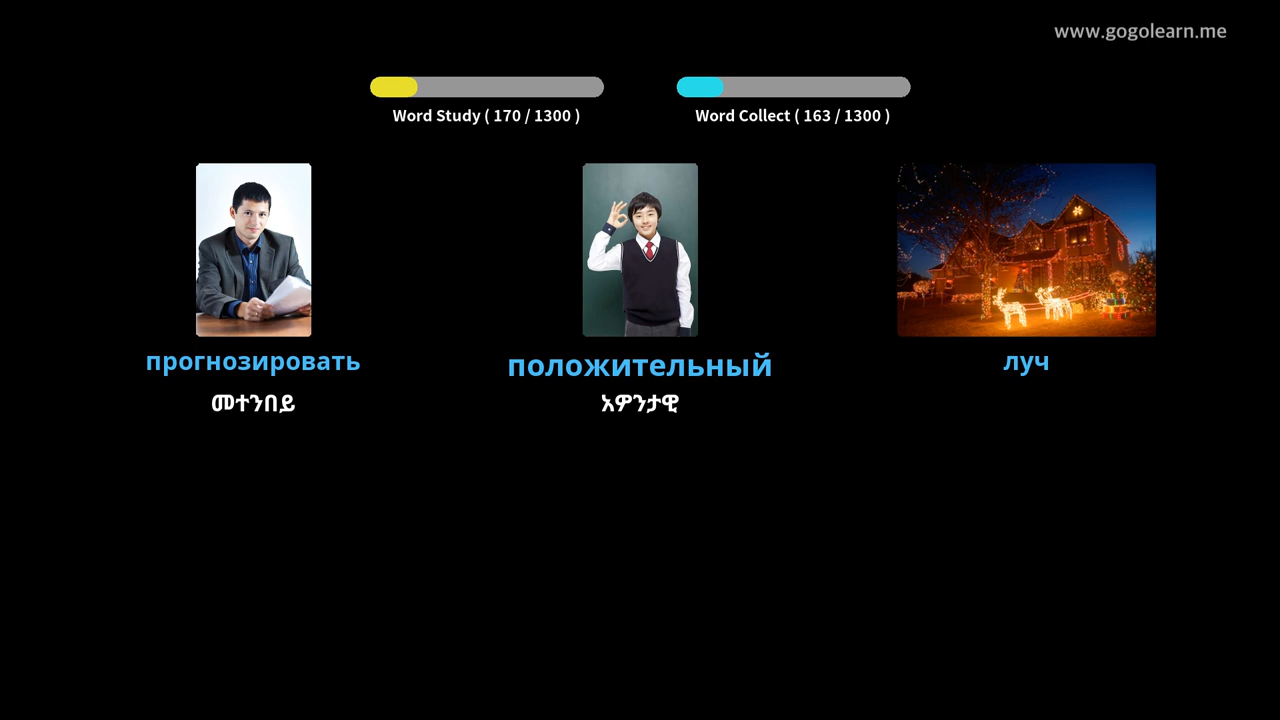 www.gogolearn.me
Word Study ( 170 / 1300 )
Word Collect ( 163 / 1300 )
прогнозировать
положительный
луч
መተንበይ
አዎንታዊ